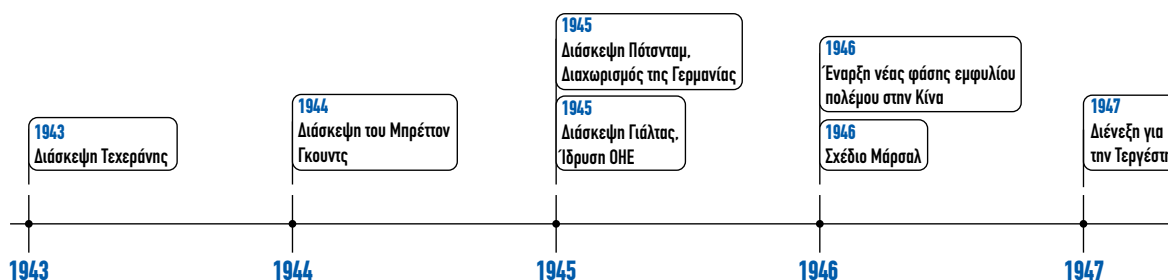 1945
Διάσκεψη Πότσνταμ,
Διαχωρισμός της Γερμανίας
1946
Έναρξη νέας φάσης εμφυλίου
πολέμου στην Κίνα
1943
Διάσκεψη Τεχεράνης
1944
Διάσκεψη του Μπρέττον
Γκουντς
1945
Διάσκεψη Γιάλτας,
Ίδρυση ΟΗΕ
1946
Σχέδιο Μάρσαλ
1947
Διένεξη για
την Τεργέστη
1943
1944
1945
1946
1947